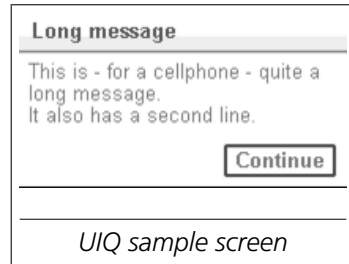 Long message
This is - for a cellphone - quite a
long message.
It also has a second line.
Continue
UIQ sample screen